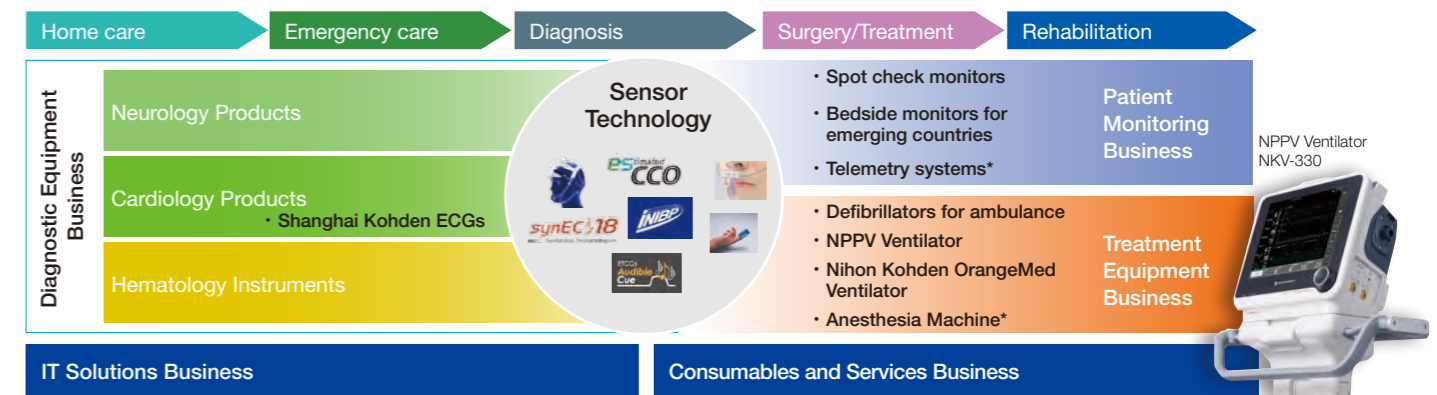 Home care
Emergency care
Diagnosis
Surgery/Treatment
Rehabilitation
Diagnostic Equipment
Business
Neurology Products
Cardiology Products
・Shanghai Kohden ECGs
Hematology Instruments
Sensor
Technology
estimated
CCO
synECi18
iNIBP
Audible
Cue
・Spot check monitors
・Bedside monitors for
emerging countries
・Telemetry systems*
Patient
Monitoring
Business
・Defibrillators for ambulance
・NPPV Ventilator
・Nihon Kohden OrangeMed
Ventilator
・Anesthesia Machine*
Treatment
Equipment
Business
NPPV Ventilator
NKV-330
IT Solutions Business
Consumables and Services Business